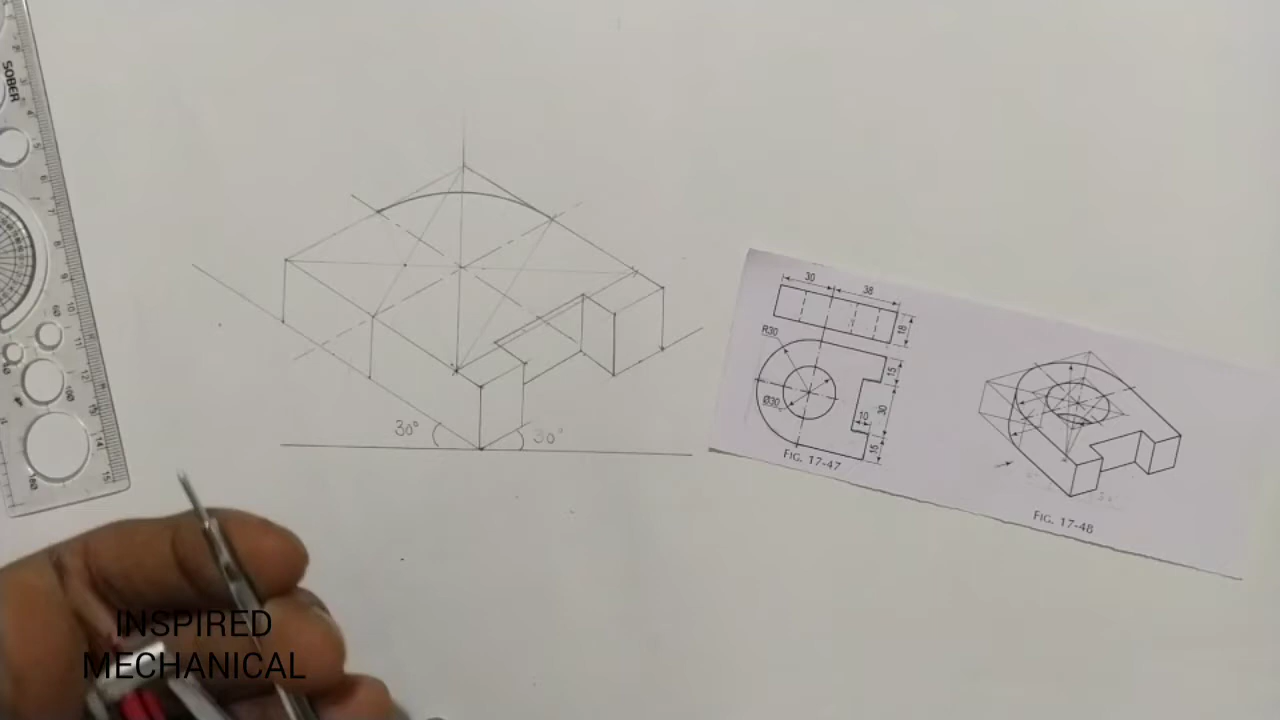 SOBER
30°
30°
30
38
18
R30
15
Ø30
10
30
15
FIG. 17-47
FIG. 17-48
INSPIRED
MECHANICAL